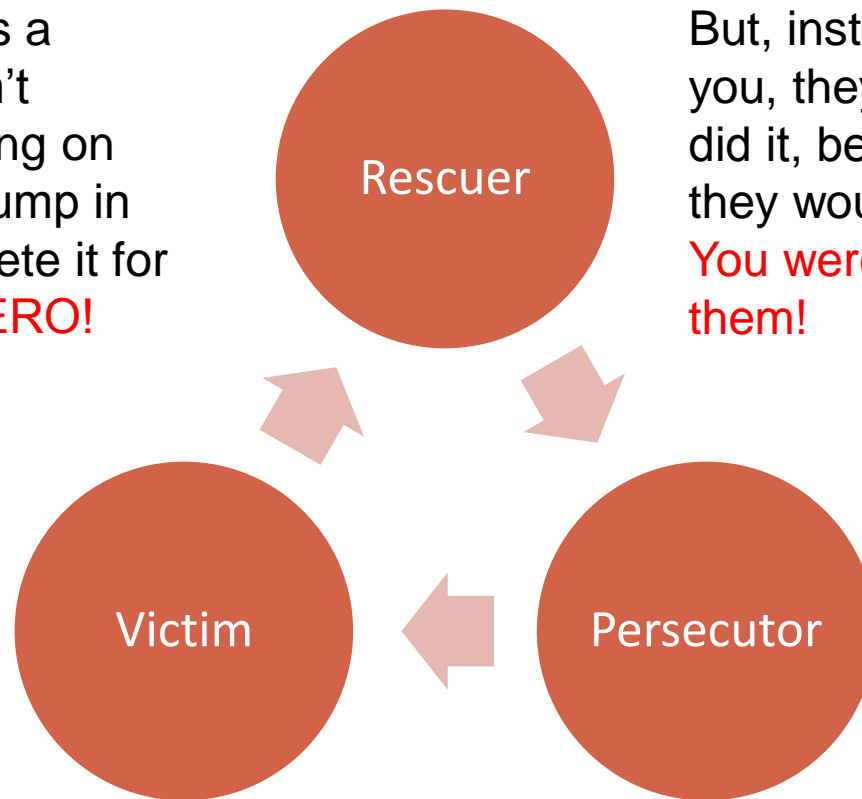 s a
't
ng on
ump in
ete it for
ERO!
Rescuer
But, inst
you, they
did it, be
they wou
You were
them!
Victim
Persecutor